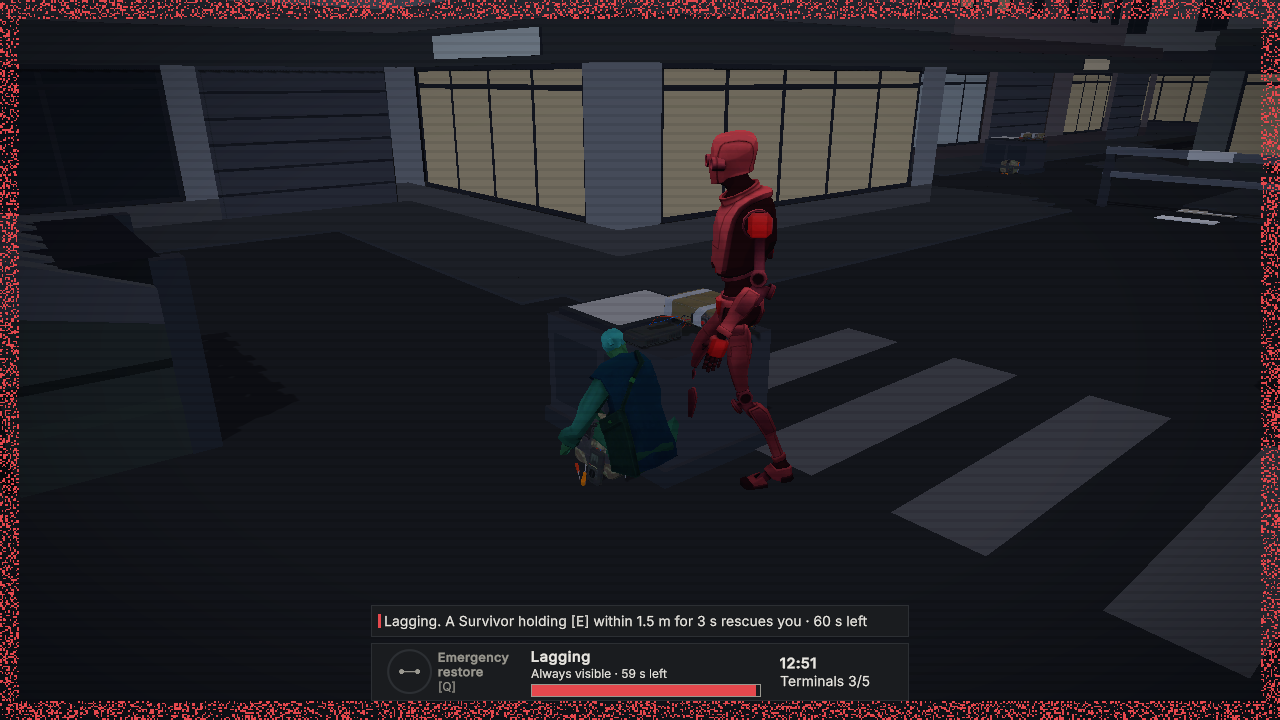 Lagging. A Survivor holding [E] within 1.5 m for 3 s rescues you · 60 s left
Emergency
restore
[Q]
Lagging
Always visible · 59 s left
12:51
Terminals 3/5